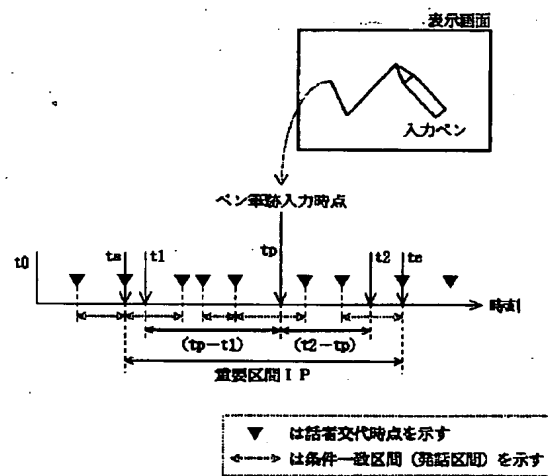 表示画面
入力ペン
ペン筆跡入力時点
t0
ts
t1
tp
t2
te
時刻
(tp-t1)
(t2-tp)
重要区間IP
▼ は話者交代時点を示す
は条件一致区間(発話区間)を示す